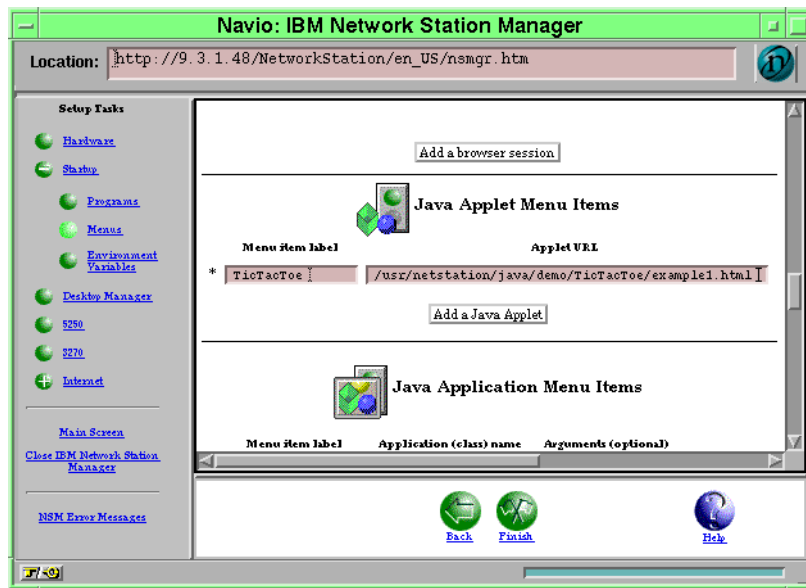 Navio: IBM Network Station Manager
Location: http://9.3.1.48/NetworkStation/en_US/nsmgr.htm
n
Setup Tasks
Hardware
Startup
Programs
Menus
Environment
Variables
Desktop Manager
5250
3270
Internet
Main Screen
Close IBM Network Station
Manager
NSM Error Messages
Add a browser session
Java Applet Menu Items
Menu item label Applet URL
* TicTacToe /usr/netstation/java/demo/TicTacToe/example1.html
Add a Java Applet
Java Application Menu Items
Menu item label Application (class) name Arguments (optional)
Back Finish Help